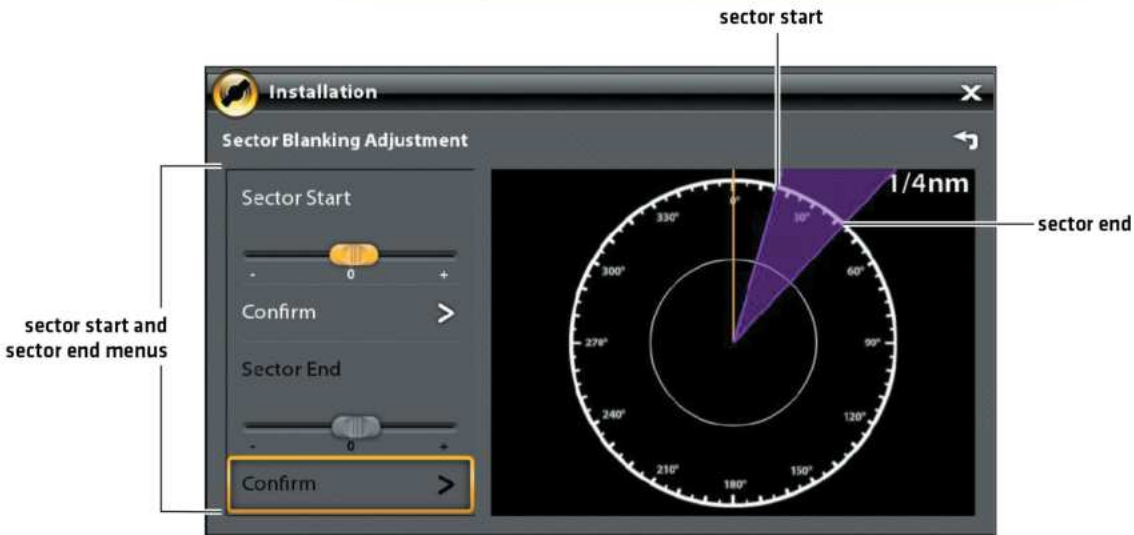 sector start
Installation
X
Sector Blanking Adjustment
Sector Start
- 0 +
Confirm >
Sector End
- 0 +
Confirm >
1/4nm
0°
30°
60°
90°
120°
150°
180°
210°
240°
270°
300°
330°
sector end
sector start and
sector end menus